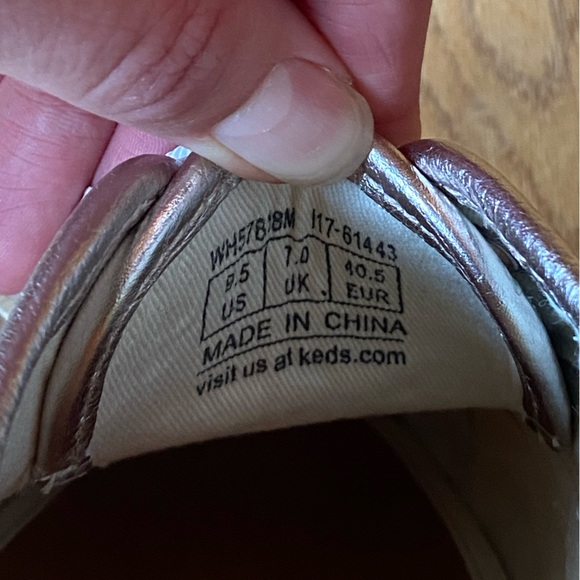 WH57818M I17-61443
9.5 7.0 40.5
US UK EUR
MADE IN CHINA
visit us at keds.com